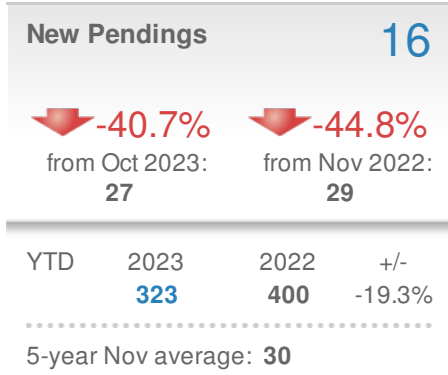 New Pendings 16
-40.7% -44.8%
from Oct 2023: from Nov 2022:
27 29
YTD 2023 2022 +/-
323 400 -19.3%
5-year Nov average: 30